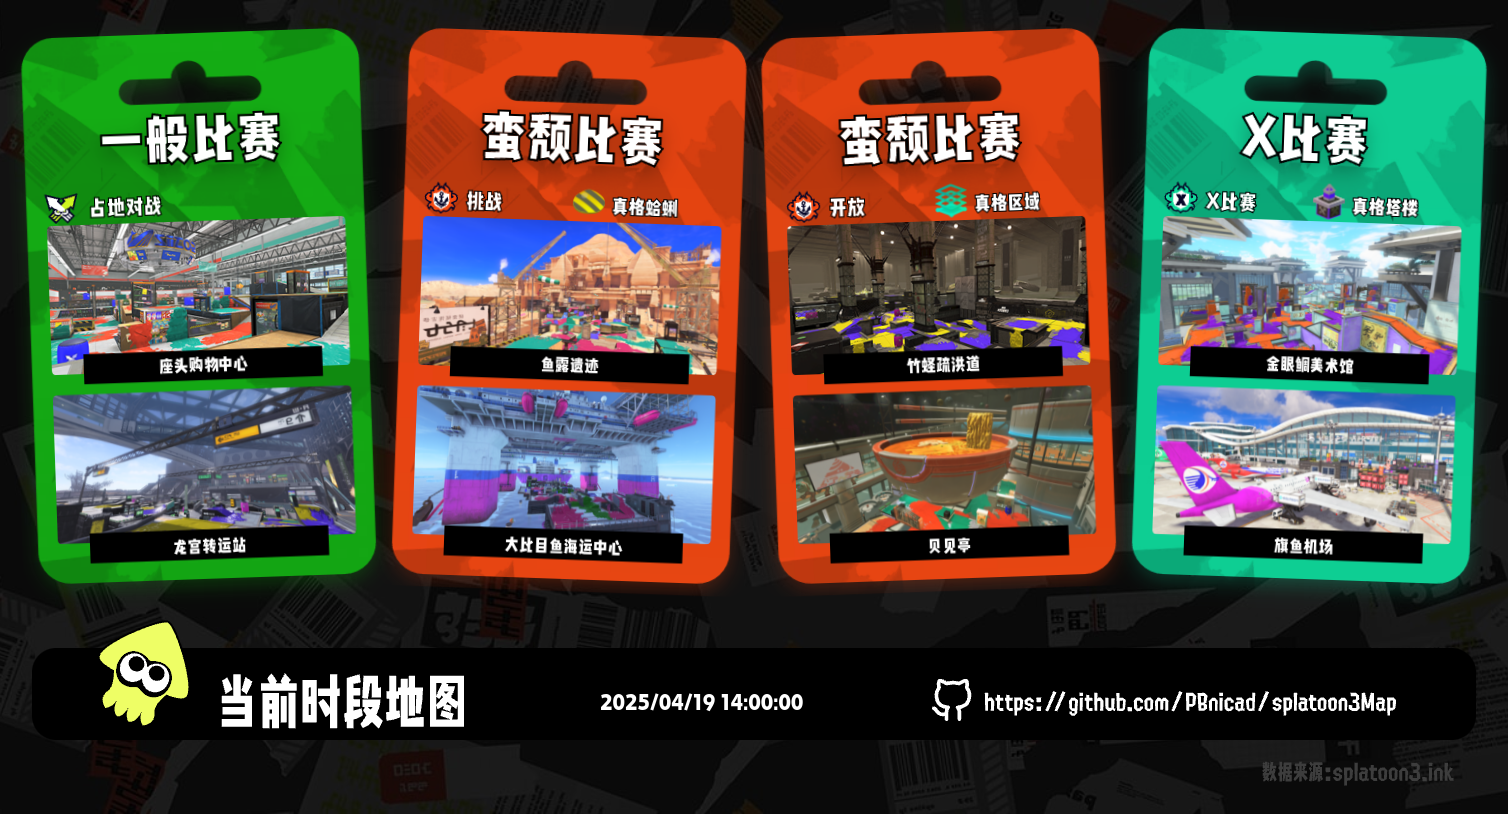 一般比赛
占地对战
座头购物中心
龙宫转运站
蛮颓比赛
挑战
真格蛤蜊
鱼露遗迹
大比目鱼海运中心
蛮颓比赛
开放
真格区域
竹蛏疏洪道
贝见亭
X比赛
X比赛
真格塔楼
金眼鲷美术馆
旗鱼机场
当前时段地图
2025/04/19 14:00:00
https://github.com/PBnicad/splatoon3Map
数据来源:splatoon3.ink